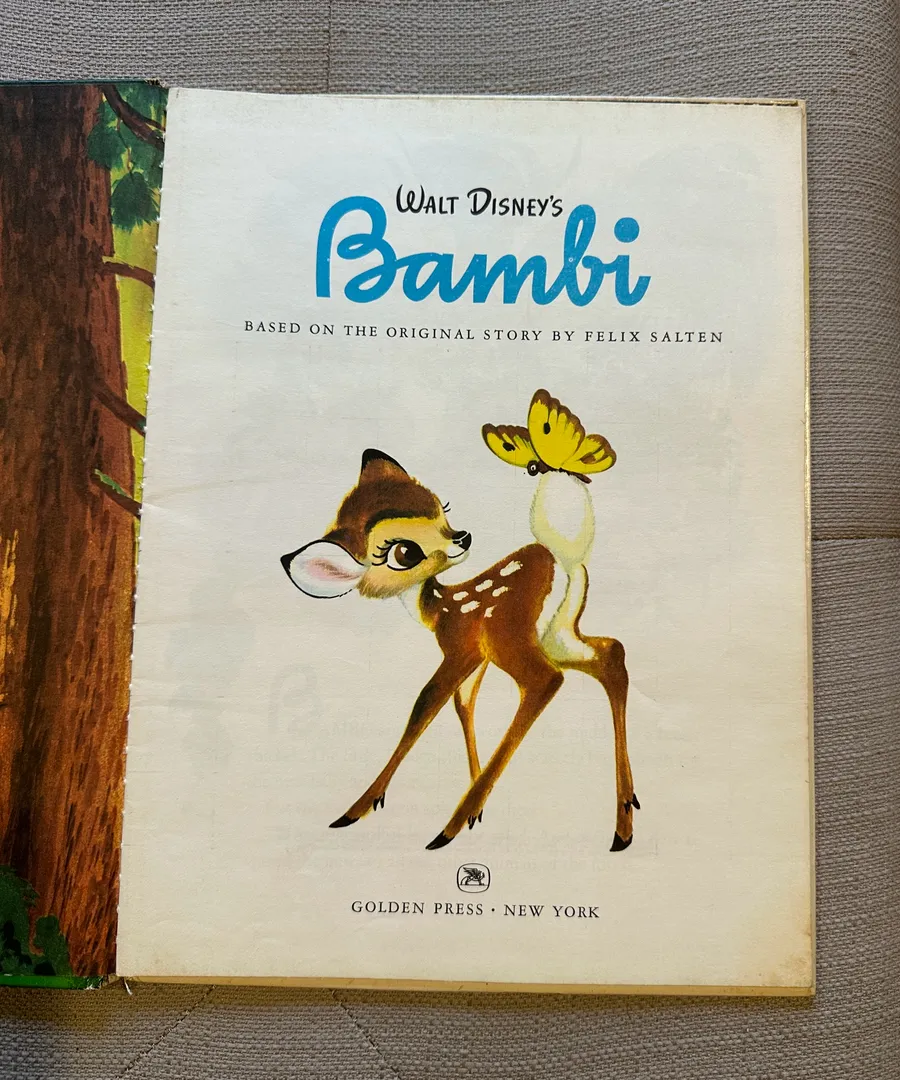 WALT DISNEY'S
Bambi
BASED ON THE ORIGINAL STORY BY FELIX SALTEN
GOLDEN PRESS • NEW YORK